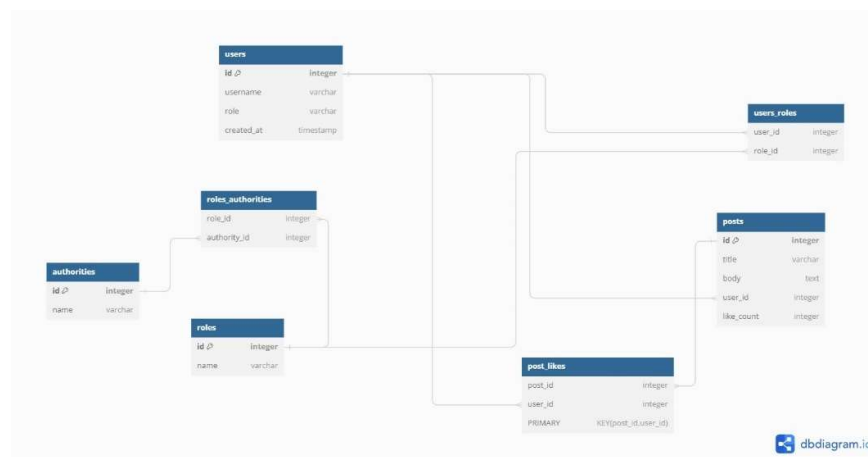 users
id integer
username varchar
role varchar
created_at timestamp
users_roles
user_id integer
role_id integer
roles_authorities
role_id integer
authority_id integer
posts
id integer
title varchar
body text
user_id integer
like_count integer
authorities
id integer
name varchar
roles
id integer
name varchar
post_likes
post_id integer
user_id integer
PRIMARY KEY(post_id,user_id)
dbdiagram.io